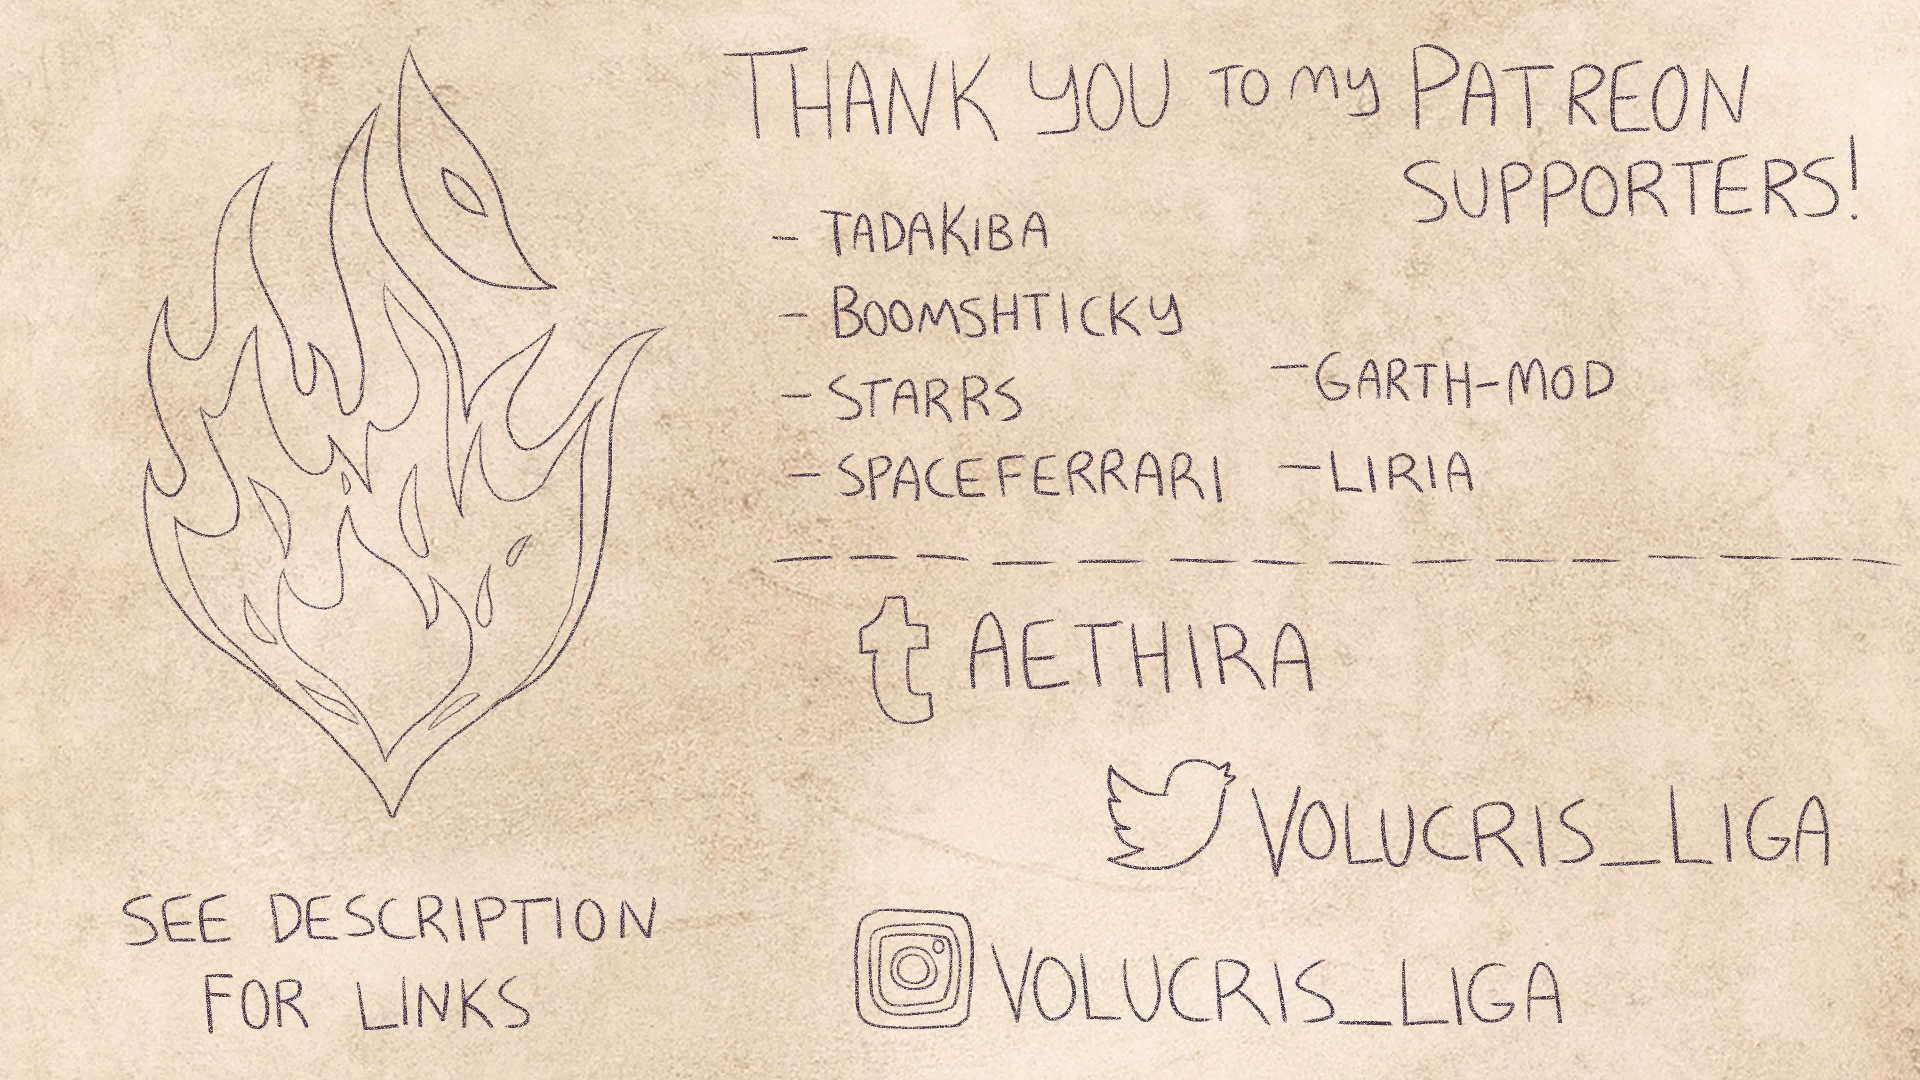 THANK YOU TO MY PATREON
SUPPORTERS!
- TADAKIBA
- BOOMSHTICKY
- STARRS
- SPACEFERRARI
- GARTH-MOD
- LIRIA
t AETHIRA
VOLUCRIS_LIGA
VOLUCRIS_LIGA
SEE DESCRIPTION
FOR LINKS